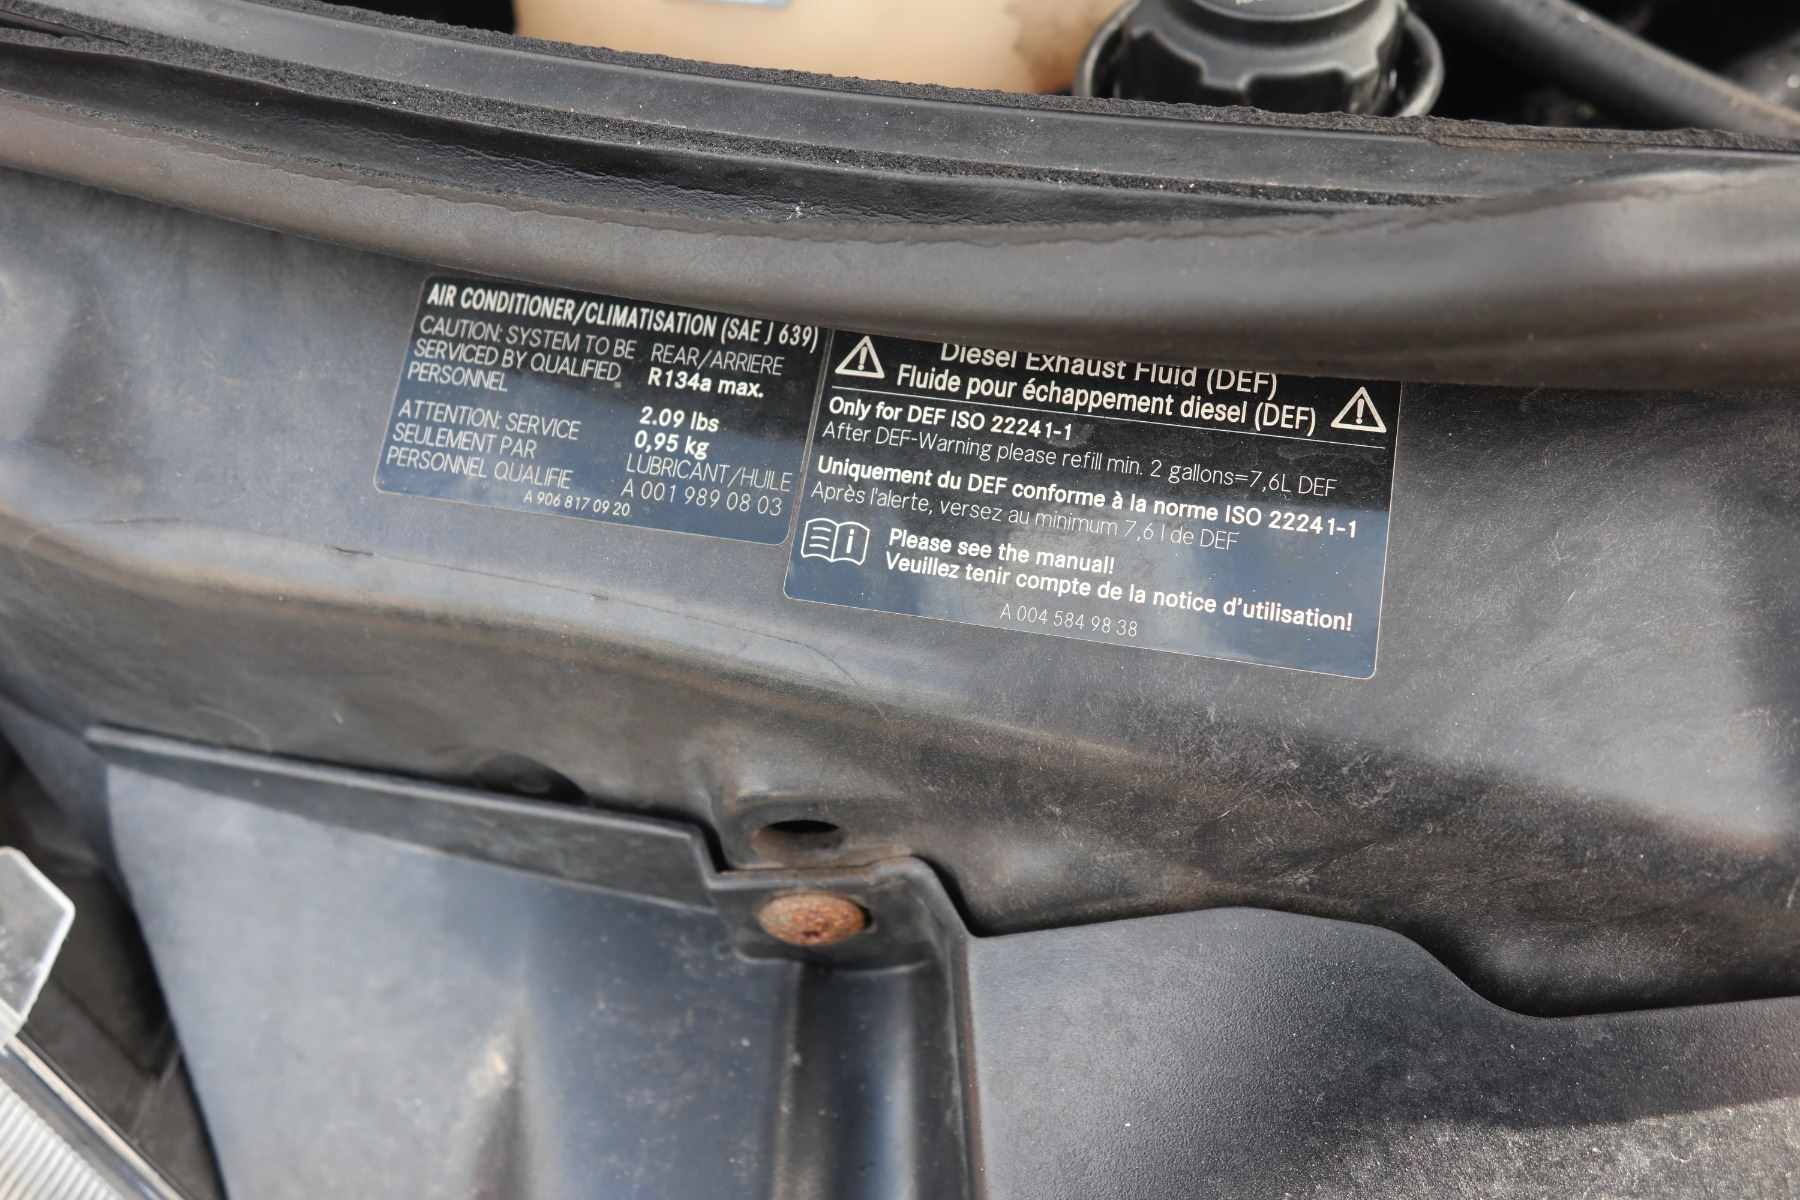 AIR CONDITIONER/CLIMATISATION (SAE J 639)
CAUTION: SYSTEM TO BE
SERVICED BY QUALIFIED
PERSONNEL
ATTENTION: SERVICE
SEULEMENT PAR
PERSONNEL QUALIFIE
REAR/ARRIERE
R134a max.
2.09 lbs
0,95 kg
LUBRICANT/HUILE
A 001 989 08 03
A 906 817 09 20
Diesel Exhaust Fluid (DEF)
Fluide pour échappement diesel (DEF)
Only for DEF ISO 22241-1
After DEF-Warning please refill min. 2 gallons=7,6L DEF
Uniquement du DEF conforme à la norme ISO 22241-1
Après l'alerte, versez au minimum 7,6 l de DEF
Please see the manual!
Veuillez tenir compte de la notice d'utilisation!
A 004 584 98 38